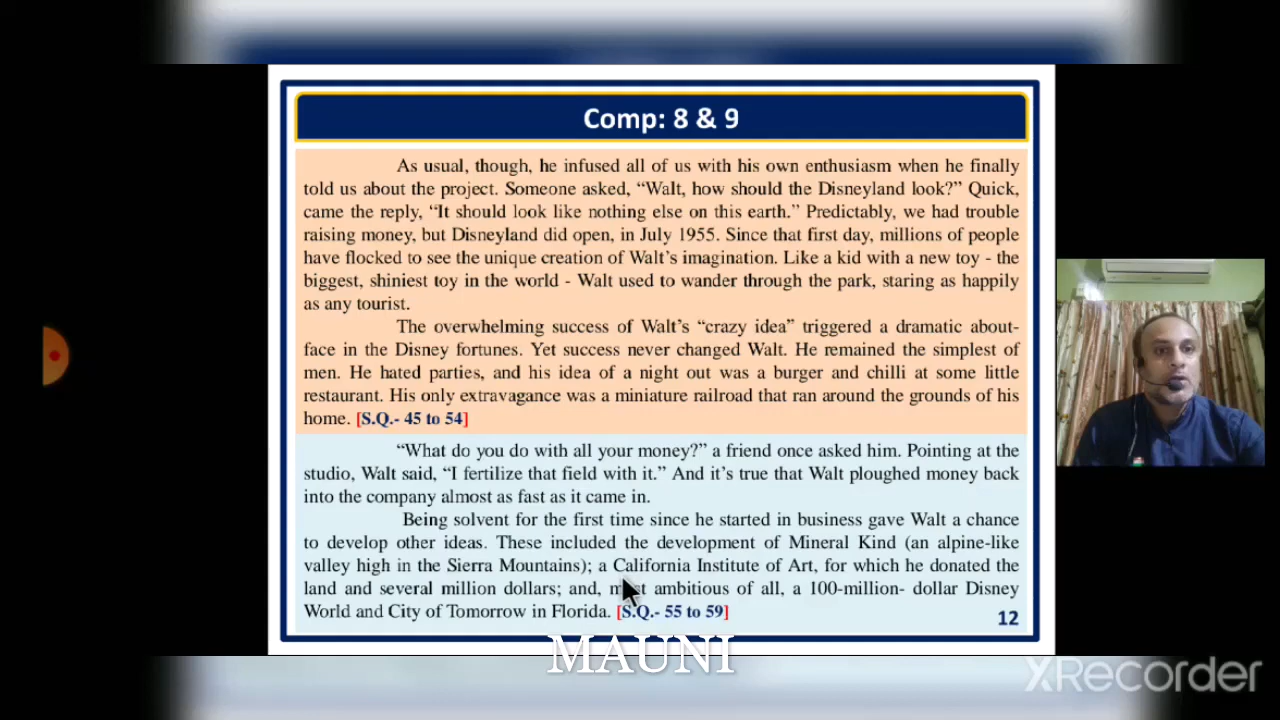 Comp: 8 & 9
As usual, though, he infused all of us with his own enthusiasm when he finally
told us about the project. Someone asked, “Walt, how should the Disneyland look?” Quick,
came the reply, “It should look like nothing else on this earth.” Predictably, we had trouble
raising money, but Disneyland did open, in July 1955. Since that first day, millions of people
have flocked to see the unique creation of Walt’s imagination. Like a kid with a new toy - the
biggest, shiniest toy in the world - Walt used to wander through the park, staring as happily
as any tourist.
The overwhelming success of Walt’s “crazy idea” triggered a dramatic about-
face in the Disney fortunes. Yet success never changed Walt. He remained the simplest of
men. He hated parties, and his idea of a night out was a burger and chilli at some little
restaurant. His only extravagance was a miniature railroad that ran around the grounds of his
home. [S.Q.- 45 to 54]
“What do you do with all your money?” a friend once asked him. Pointing at the
studio, Walt said, “I fertilize that field with it.” And it’s true that Walt ploughed money back
into the company almost as fast as it came in.
Being solvent for the first time since he started in business gave Walt a chance
to develop other ideas. These included the development of Mineral Kind (an alpine-like
valley high in the Sierra Mountains); a California Institute of Art, for which he donated the
land and several million dollars; and, most ambitious of all, a 100-million- dollar Disney
World and City of Tomorrow in Florida. [S.Q.- 55 to 59]
12
MAUNI
XRecorder